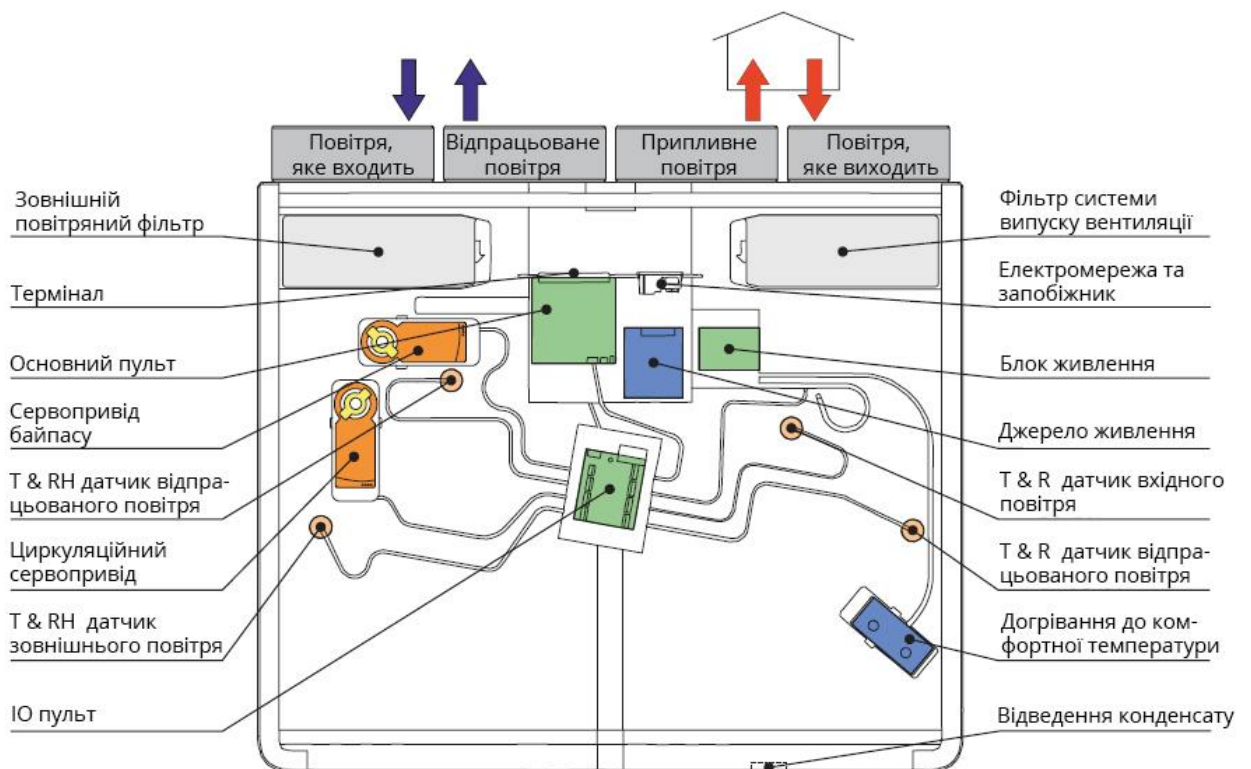 Повітря,
яке входить
Відпрацьоване
повітря
Припливне
повітря
Повітря,
яке виходить
Зовнішній
повітряний фільтр
Термінал
Основний пульт
Сервопривід
байпасу
T & RH датчик відпра-
цьованого повітря
Циркуляційний
сервопривід
T & RH датчик
зовнішнього повітря
IO пульт
Фільтр системи
випуску вентиляції
Електромережа та
запобіжник
Блок живлення
Джерело живлення
T & R датчик вхідного
повітря
T & R датчик відпра-
цьованого повітря
Догрівання до ком-
фортної температури
Відведення конденсату